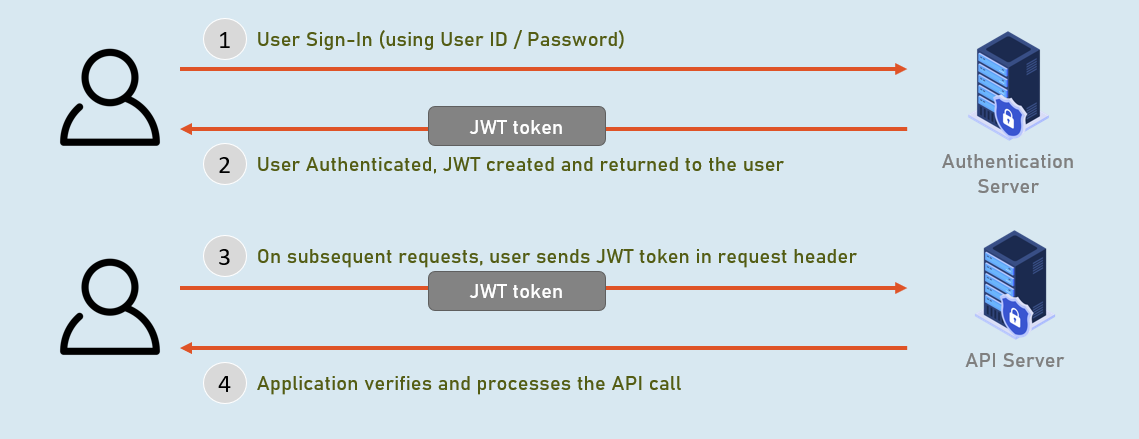 1 User Sign-In (using User ID / Password)
JWT token
2 User Authenticated, JWT created and returned to the user
Authentication
Server
3 On subsequent requests, user sends JWT token in request header
JWT token
API Server
4 Application verifies and processes the API call